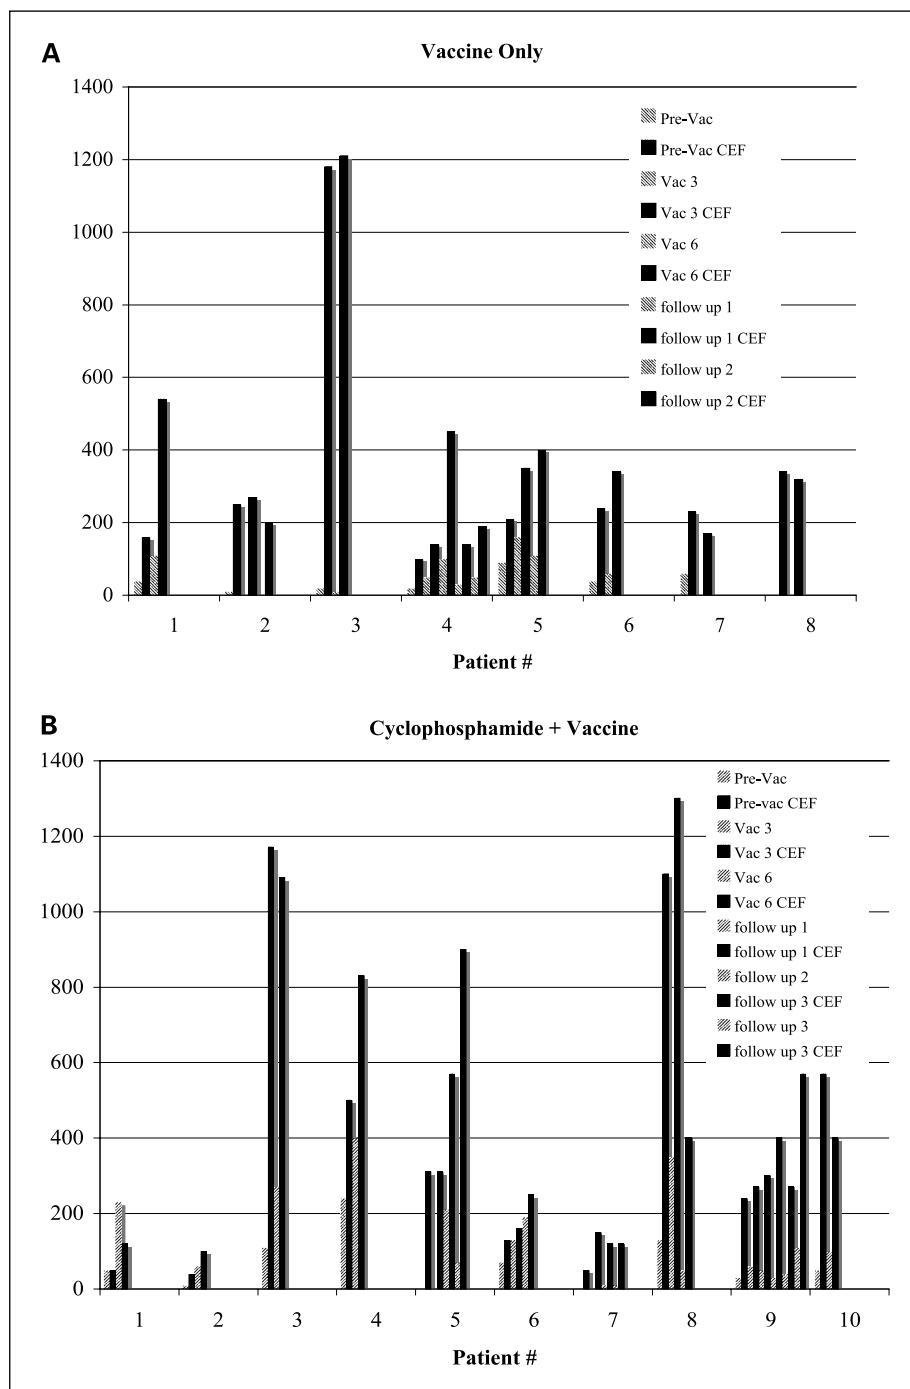 A
Vaccine Only
1400
1200
1000
800
600
400
200
0
Pre-Vac
Pre-Vac CEF
Vac 3
Vac 3 CEF
Vac 6
Vac 6 CEF
follow up 1
follow up 1 CEF
follow up 2
follow up 2 CEF
1 2 3 4 5 6 7 8
Patient #
B
Cyclophosphamide + Vaccine
1400
1200
1000
800
600
400
200
0
Pre-Vac
Pre-vac CEF
Vac 3
Vac 3 CEF
Vac 6
Vac 6 CEF
follow up 1
follow up 1 CEF
follow up 2
follow up 3 CEF
follow up 3
follow up 3 CEF
1 2 3 4 5 6 7 8 9 10
Patient #